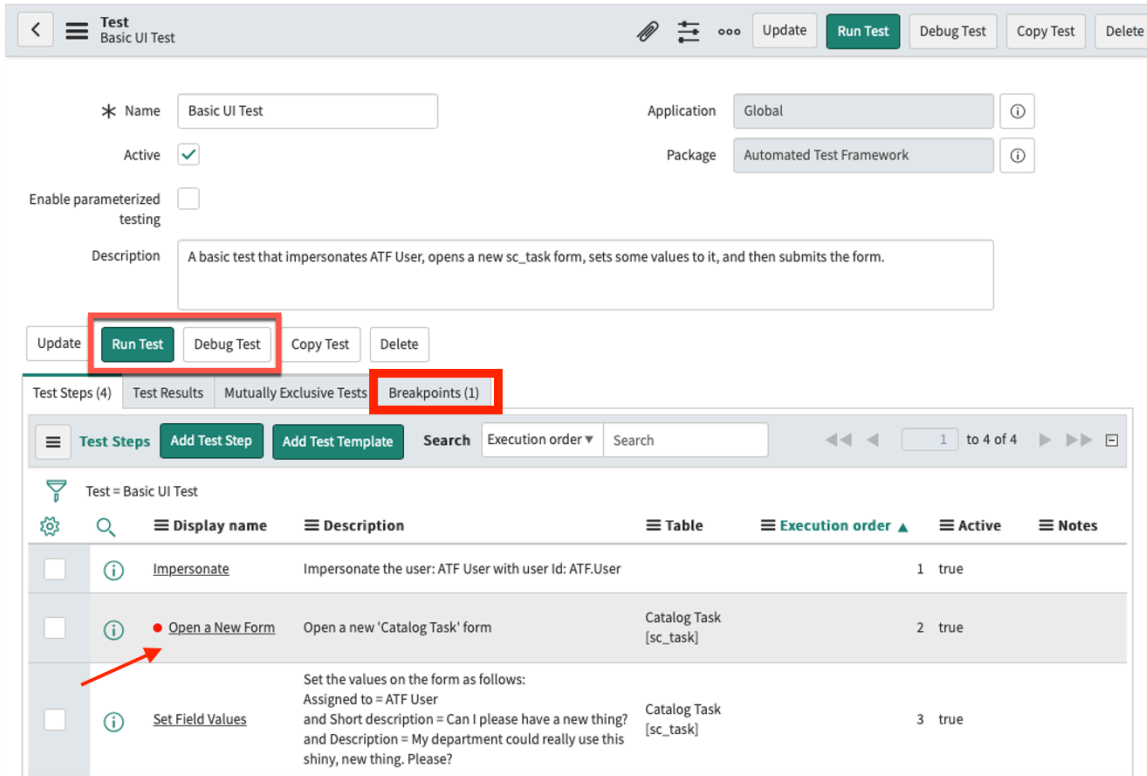 Test
Basic UI Test
Update Run Test Debug Test Copy Test Delete
Name Basic UI Test
Application Global
Active
Package Automated Test Framework
Enable parameterized
testing
Description A basic test that impersonates ATF User, opens a new sc_task form, sets some values to it, and then submits the form.
Update Run Test Debug Test Copy Test Delete
Test Steps (4) Test Results Mutually Exclusive Tests Breakpoints (1)
Test Steps Add Test Step Add Test Template Search Execution order Search 1 to 4 of 4
Test = Basic UI Test
Display name Description Table Execution order Active Notes
Impersonate Impersonate the user: ATF User with user Id: ATF.User 1 true
Open a New Form Open a new 'Catalog Task' form Catalog Task [sc_task] 2 true
Set Field Values
Set the values on the form as follows:
Assigned to = ATF User
and Short description = Can I please have a new thing?
and Description = My department could really use this
shiny, new thing. Please?
Catalog Task
[sc_task]
3 true